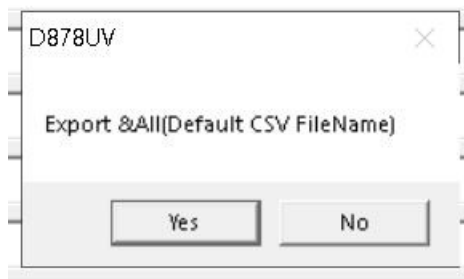 D878UV
Export &All(Default CSV FileName)
Yes
No